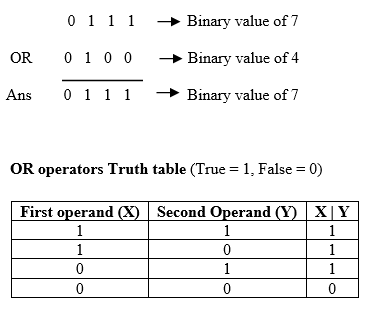 0 1 1 1 → Binary value of 7
OR 0 1 0 0 → Binary value of 4
Ans 0 1 1 1 → Binary value of 7
OR operators Truth table (True = 1, False = 0)
First operand (X) Second Operand (Y) X | Y
1 1 1
1 0 1
0 1 1
0 0 0